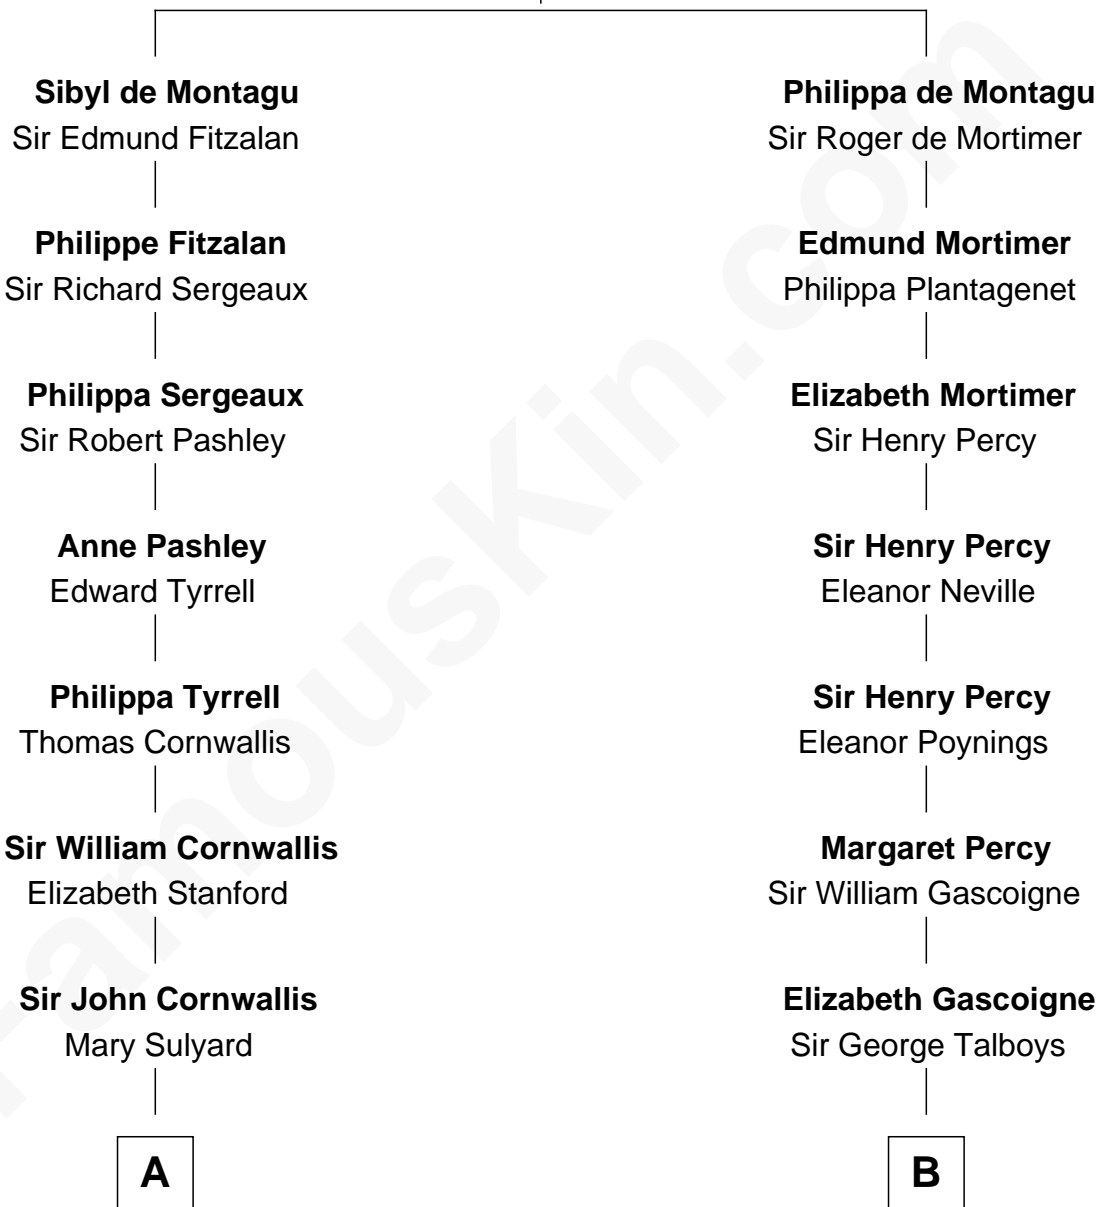 Sibyl de Montagu
Sir Edmund Fitzalan
Philippe Fitzalan
Sir Richard Sergeaux
Philippa Sergeaux
Sir Robert Pashley
Anne Pashley
Edward Tyrrell
Philippa Tyrrell
Thomas Cornwallis
Sir William Cornwallis
Elizabeth Stanford
Sir John Cornwallis
Mary Sulyard
A
Philippa de Montagu
Sir Roger de Mortimer
Edmund Mortimer
Philippa Plantagenet
Elizabeth Mortimer
Sir Henry Percy
Sir Henry Percy
Eleanor Neville
Sir Henry Percy
Eleanor Poynings
Margaret Percy
Sir William Gascoigne
Elizabeth Gascoigne
Sir George Talboys
B
FamousKin.com